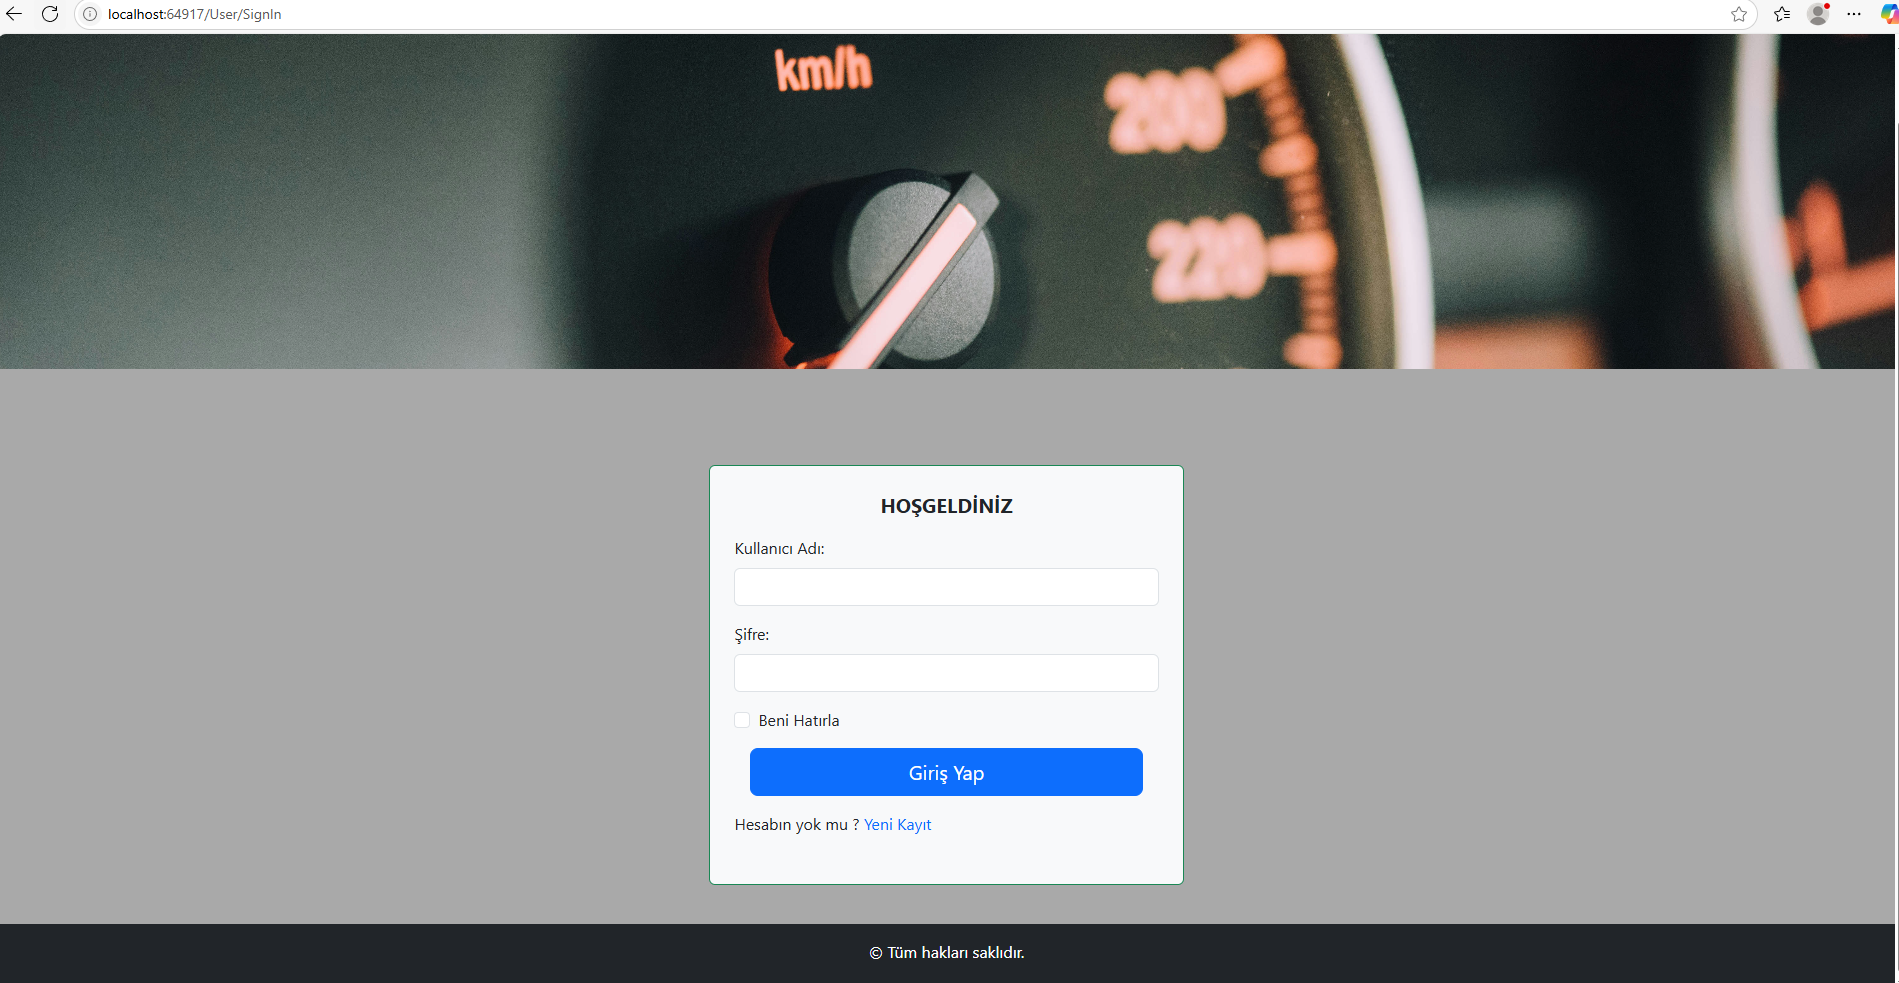 localhost:64917/User/SignIn
km/h
200
220
HOŞGELDİNİZ
Kullanıcı Adı:
Şifre:
Beni Hatırla
Giriş Yap
Hesabın yok mu ? Yeni Kayıt
© Tüm hakları saklıdır.